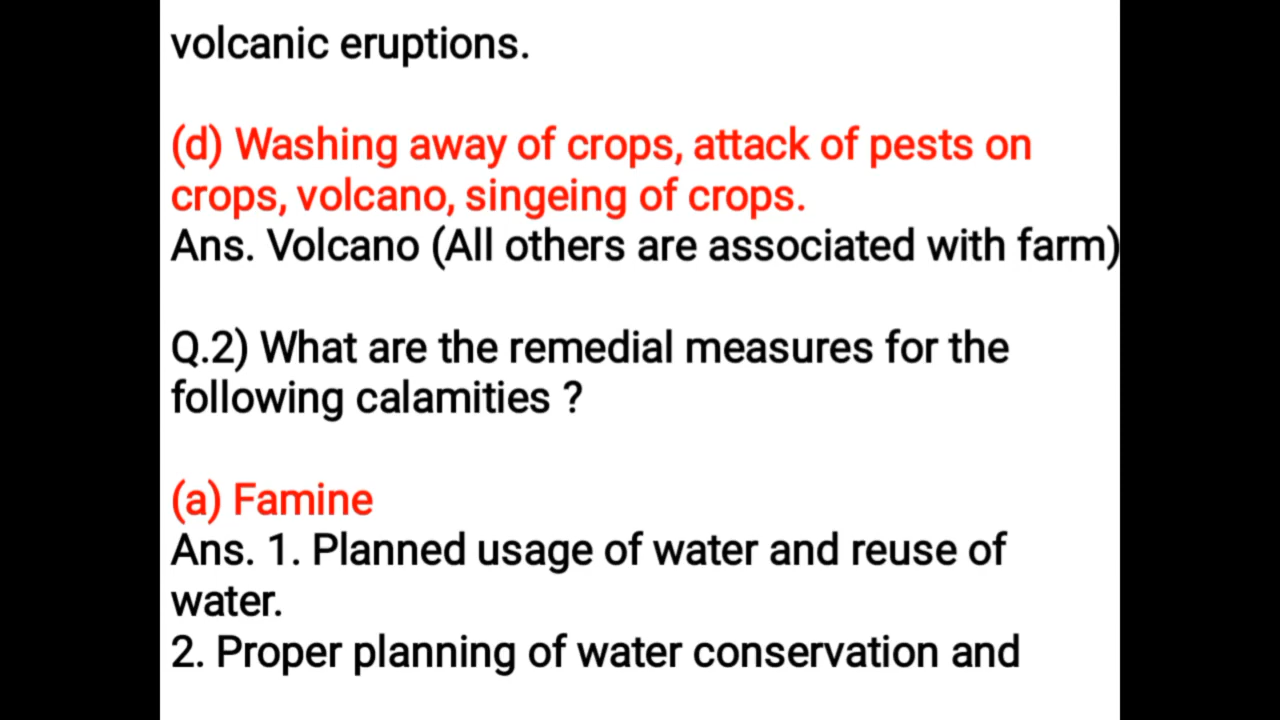 volcanic eruptions.
(d) Washing away of crops, attack of pests on
crops, volcano, singeing of crops.
Ans. Volcano (All others are associated with farm)
Q.2) What are the remedial measures for the
following calamities ?
(a) Famine
Ans. 1. Planned usage of water and reuse of
water.
2. Proper planning of water conservation and